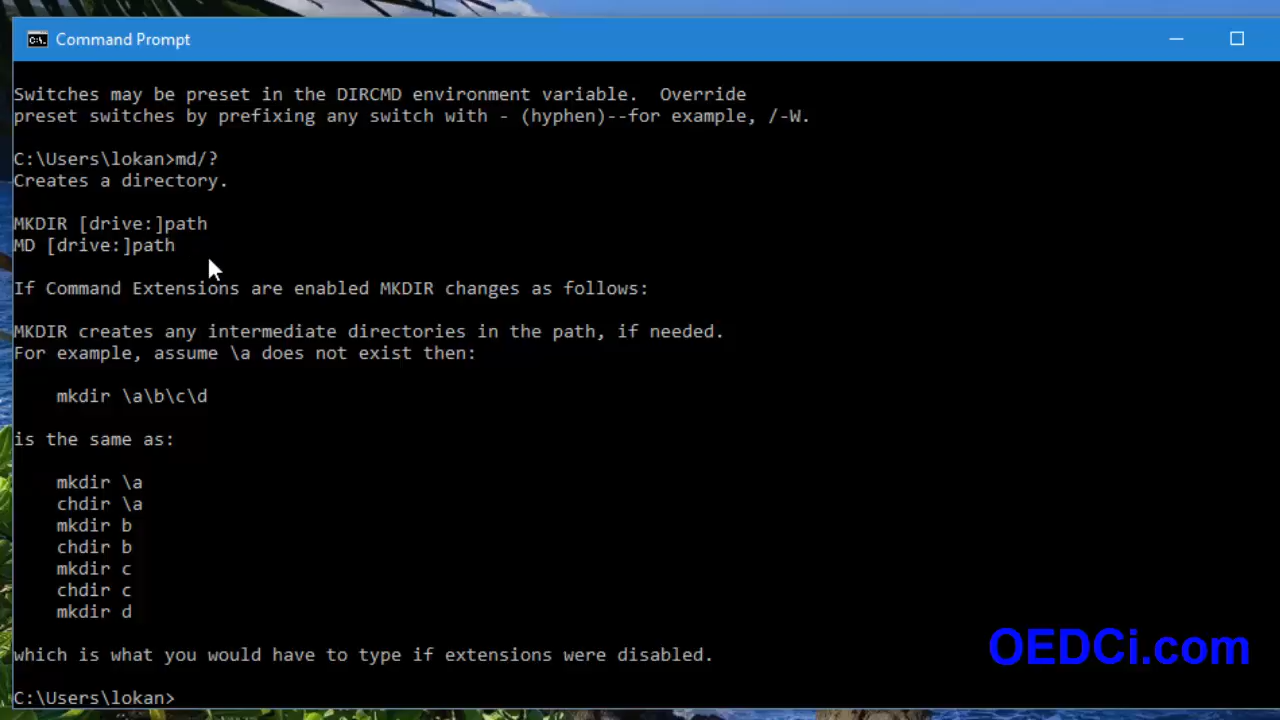 Command Prompt
Switches may be preset in the DIRCMD environment variable.  Override
preset switches by prefixing any switch with - (hyphen)--for example, /-W.
C:\Users\lokan>md/?
Creates a directory.
MKDIR [drive:]path
MD [drive:]path
If Command Extensions are enabled MKDIR changes as follows:
MKDIR creates any intermediate directories in the path, if needed.
For example, assume \a does not exist then:
mkdir \a\b\c\d
is the same as:
mkdir \a
chdir \a
mkdir b
chdir b
mkdir c
chdir c
mkdir d
which is what you would have to type if extensions were disabled.
C:\Users\lokan>
OEDCi.com